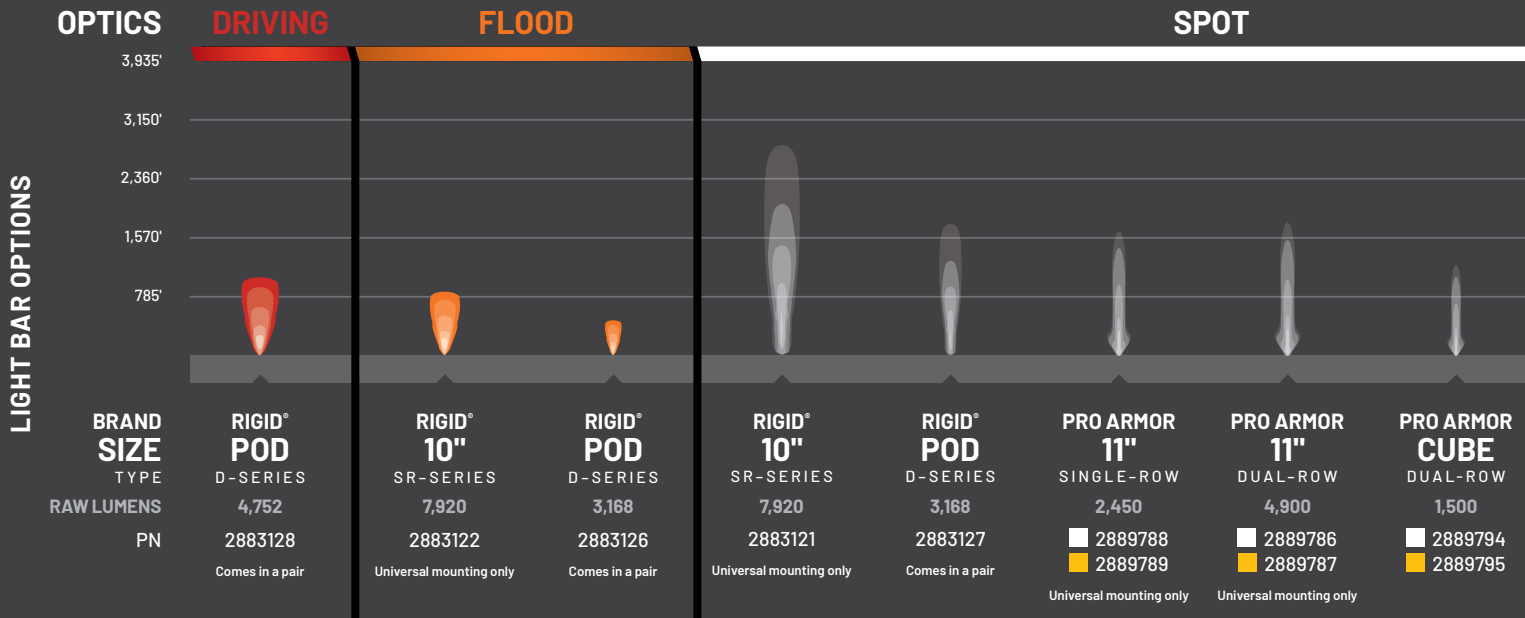 OPTICS DRIVING FLOOD SPOT
3,935'
3,150'
2,360'
1,570'
785'
LIGHT BAR OPTIONS
BRAND RIGID® RIGID® RIGID® RIGID® RIGID® PRO ARMOR PRO ARMOR PRO ARMOR
SIZE POD 10" POD 10" POD 11" 11" CUBE
TYPE D-SERIES SR-SERIES D-SERIES SR-SERIES D-SERIES SINGLE-ROW DUAL-ROW DUAL-ROW
RAW LUMENS 4,752 7,920 3,168 7,920 3,168 2,450 4,900 1,500
PN 2883128 2883122 2883126 2883121 2883127 2889788 2889786 2889794
2889789 2889787 2889795
Comes in a pair Universal mounting only Comes in a pair Universal mounting only Comes in a pair
Universal mounting only Universal mounting only